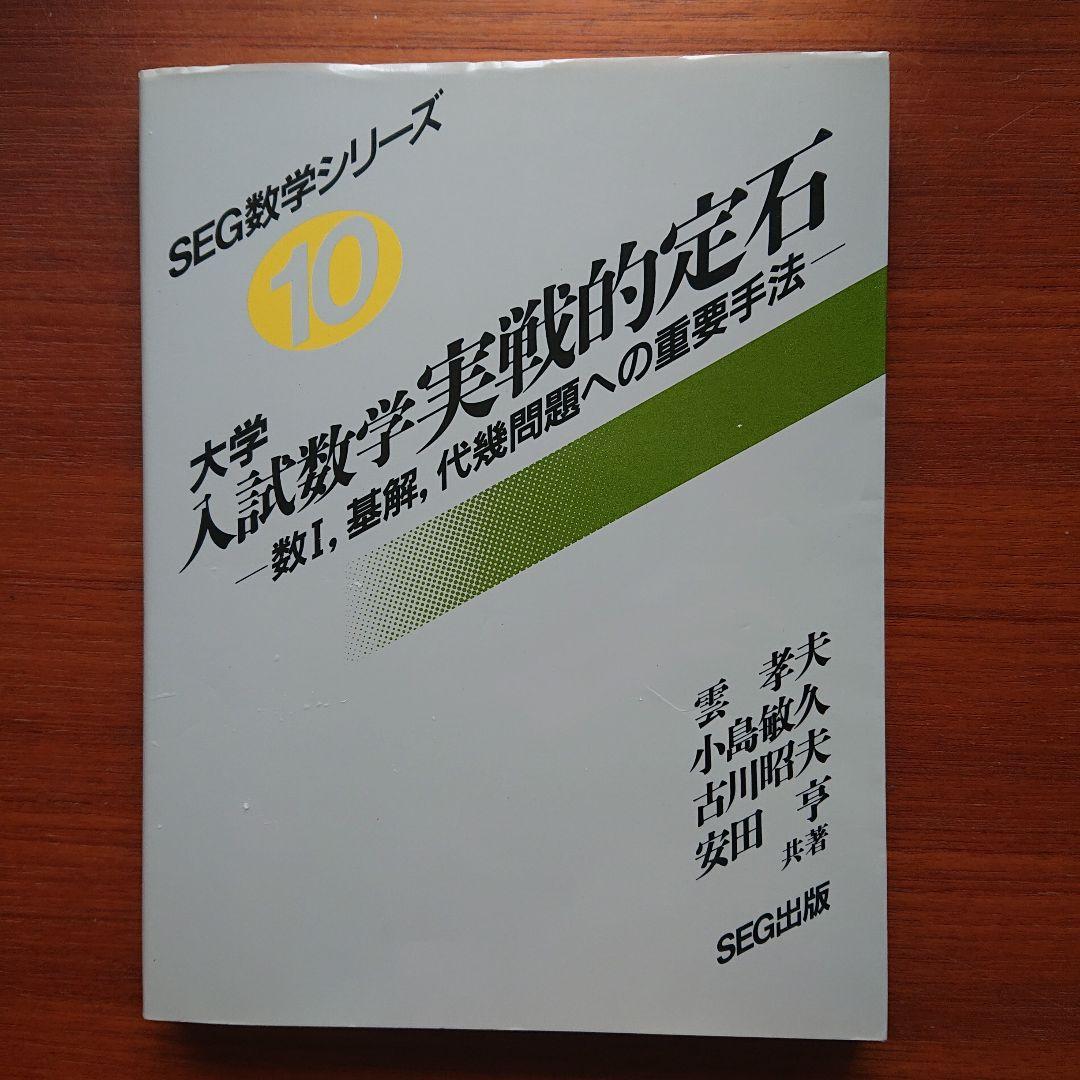 SEG数学シリーズ
10
大学
入試数学実戦的定石
—数I,基解,代幾問題への重要手法—
雲 孝夫
小島敏久
古川昭夫
安田 亨
共著
SEG出版